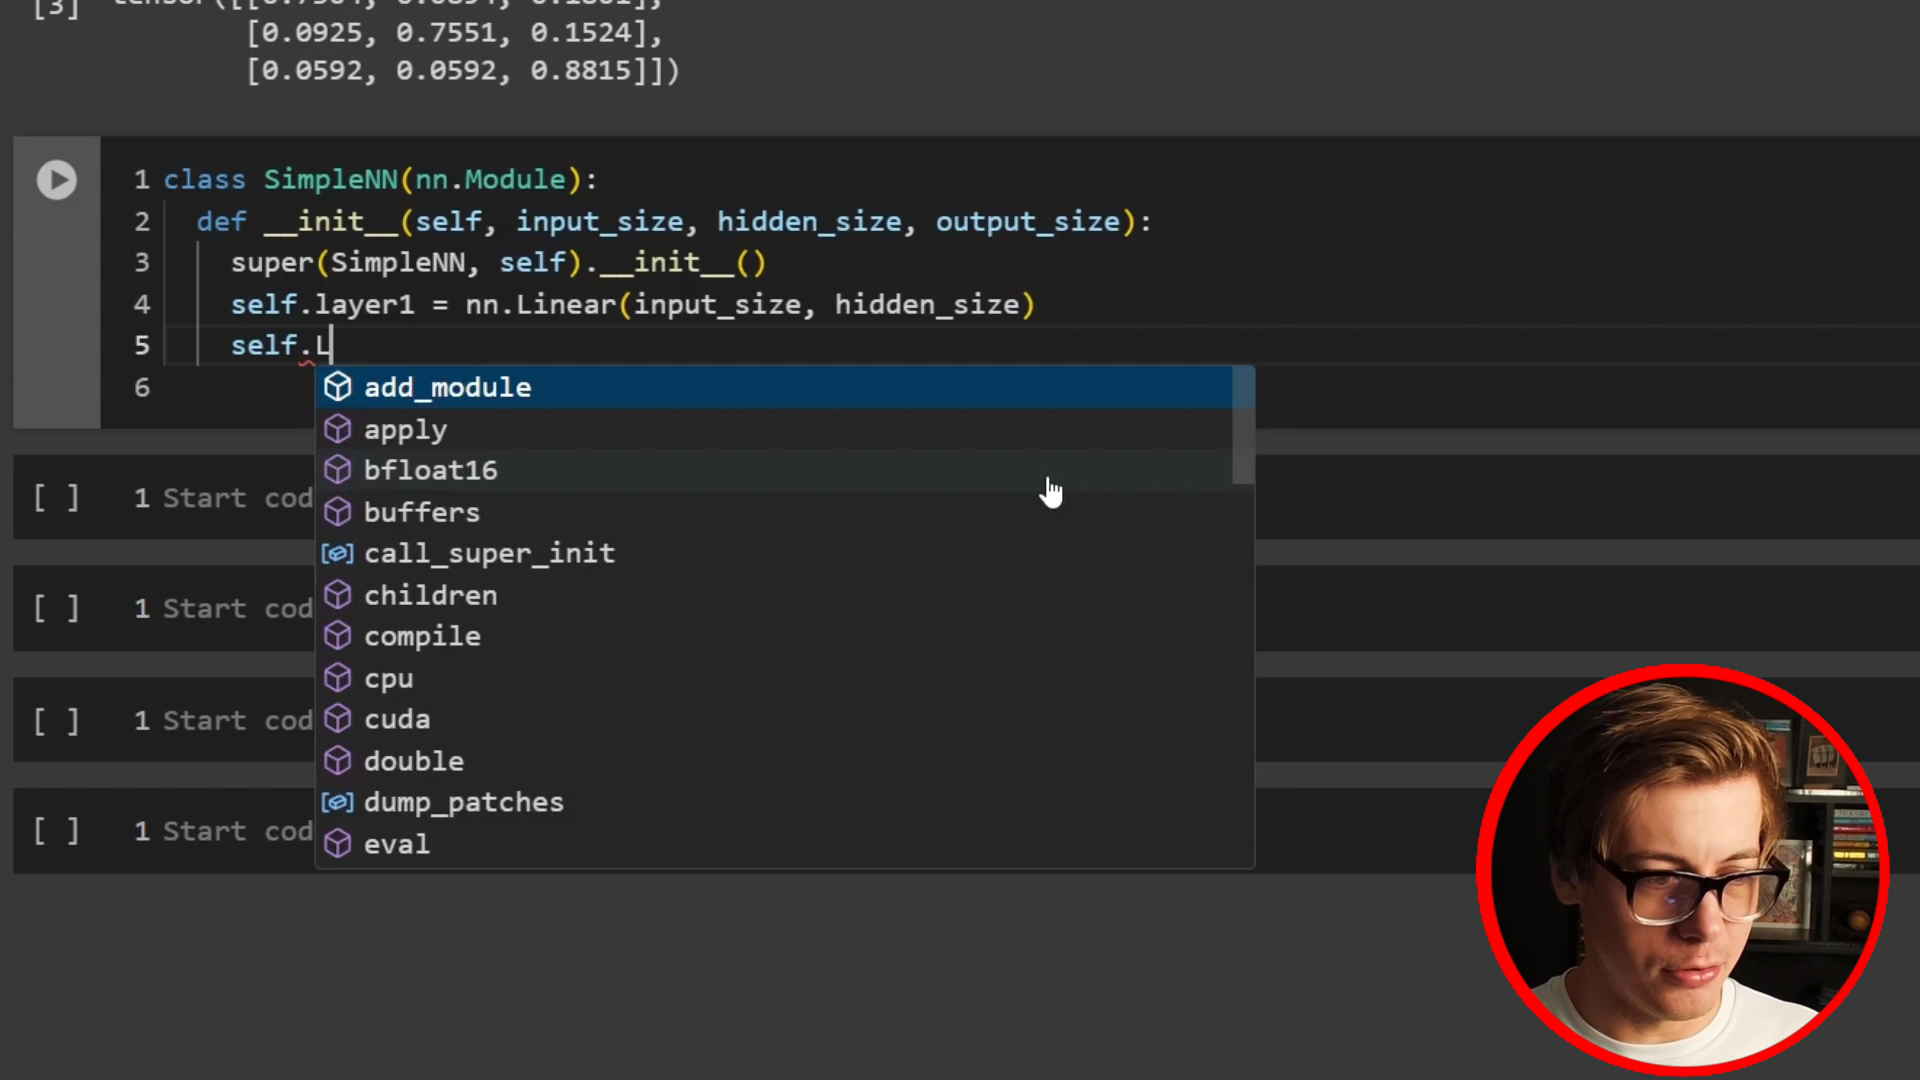 [3]
[0.0925, 0.7551, 0.1524],
[0.0592, 0.0592, 0.8815]])
1 class SimpleNN(nn.Module):
2 def __init__(self, input_size, hidden_size, output_size):
3 super(SimpleNN, self).__init__()
4 self.layer1 = nn.Linear(input_size, hidden_size)
5 self.L
6
add_module
apply
bfloat16
buffers
call_super_init
children
compile
cpu
cuda
double
dump_patches
eval
[ ] 1 Start cod
[ ] 1 Start cod
[ ] 1 Start cod
[ ] 1 Start cod